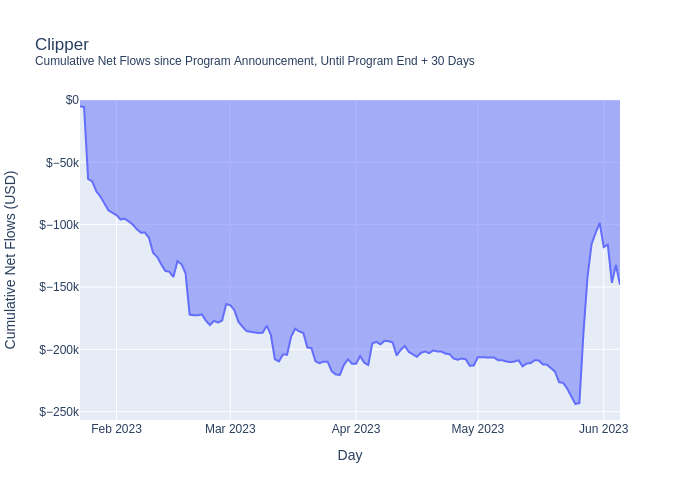 Clipper
Cumulative Net Flows since Program Announcement, Until Program End + 30 Days
Cumulative Net Flows (USD)
$0
$−50k
$−100k
$−150k
$−200k
$−250k
Feb 2023
Mar 2023
Apr 2023
May 2023
Jun 2023
Day